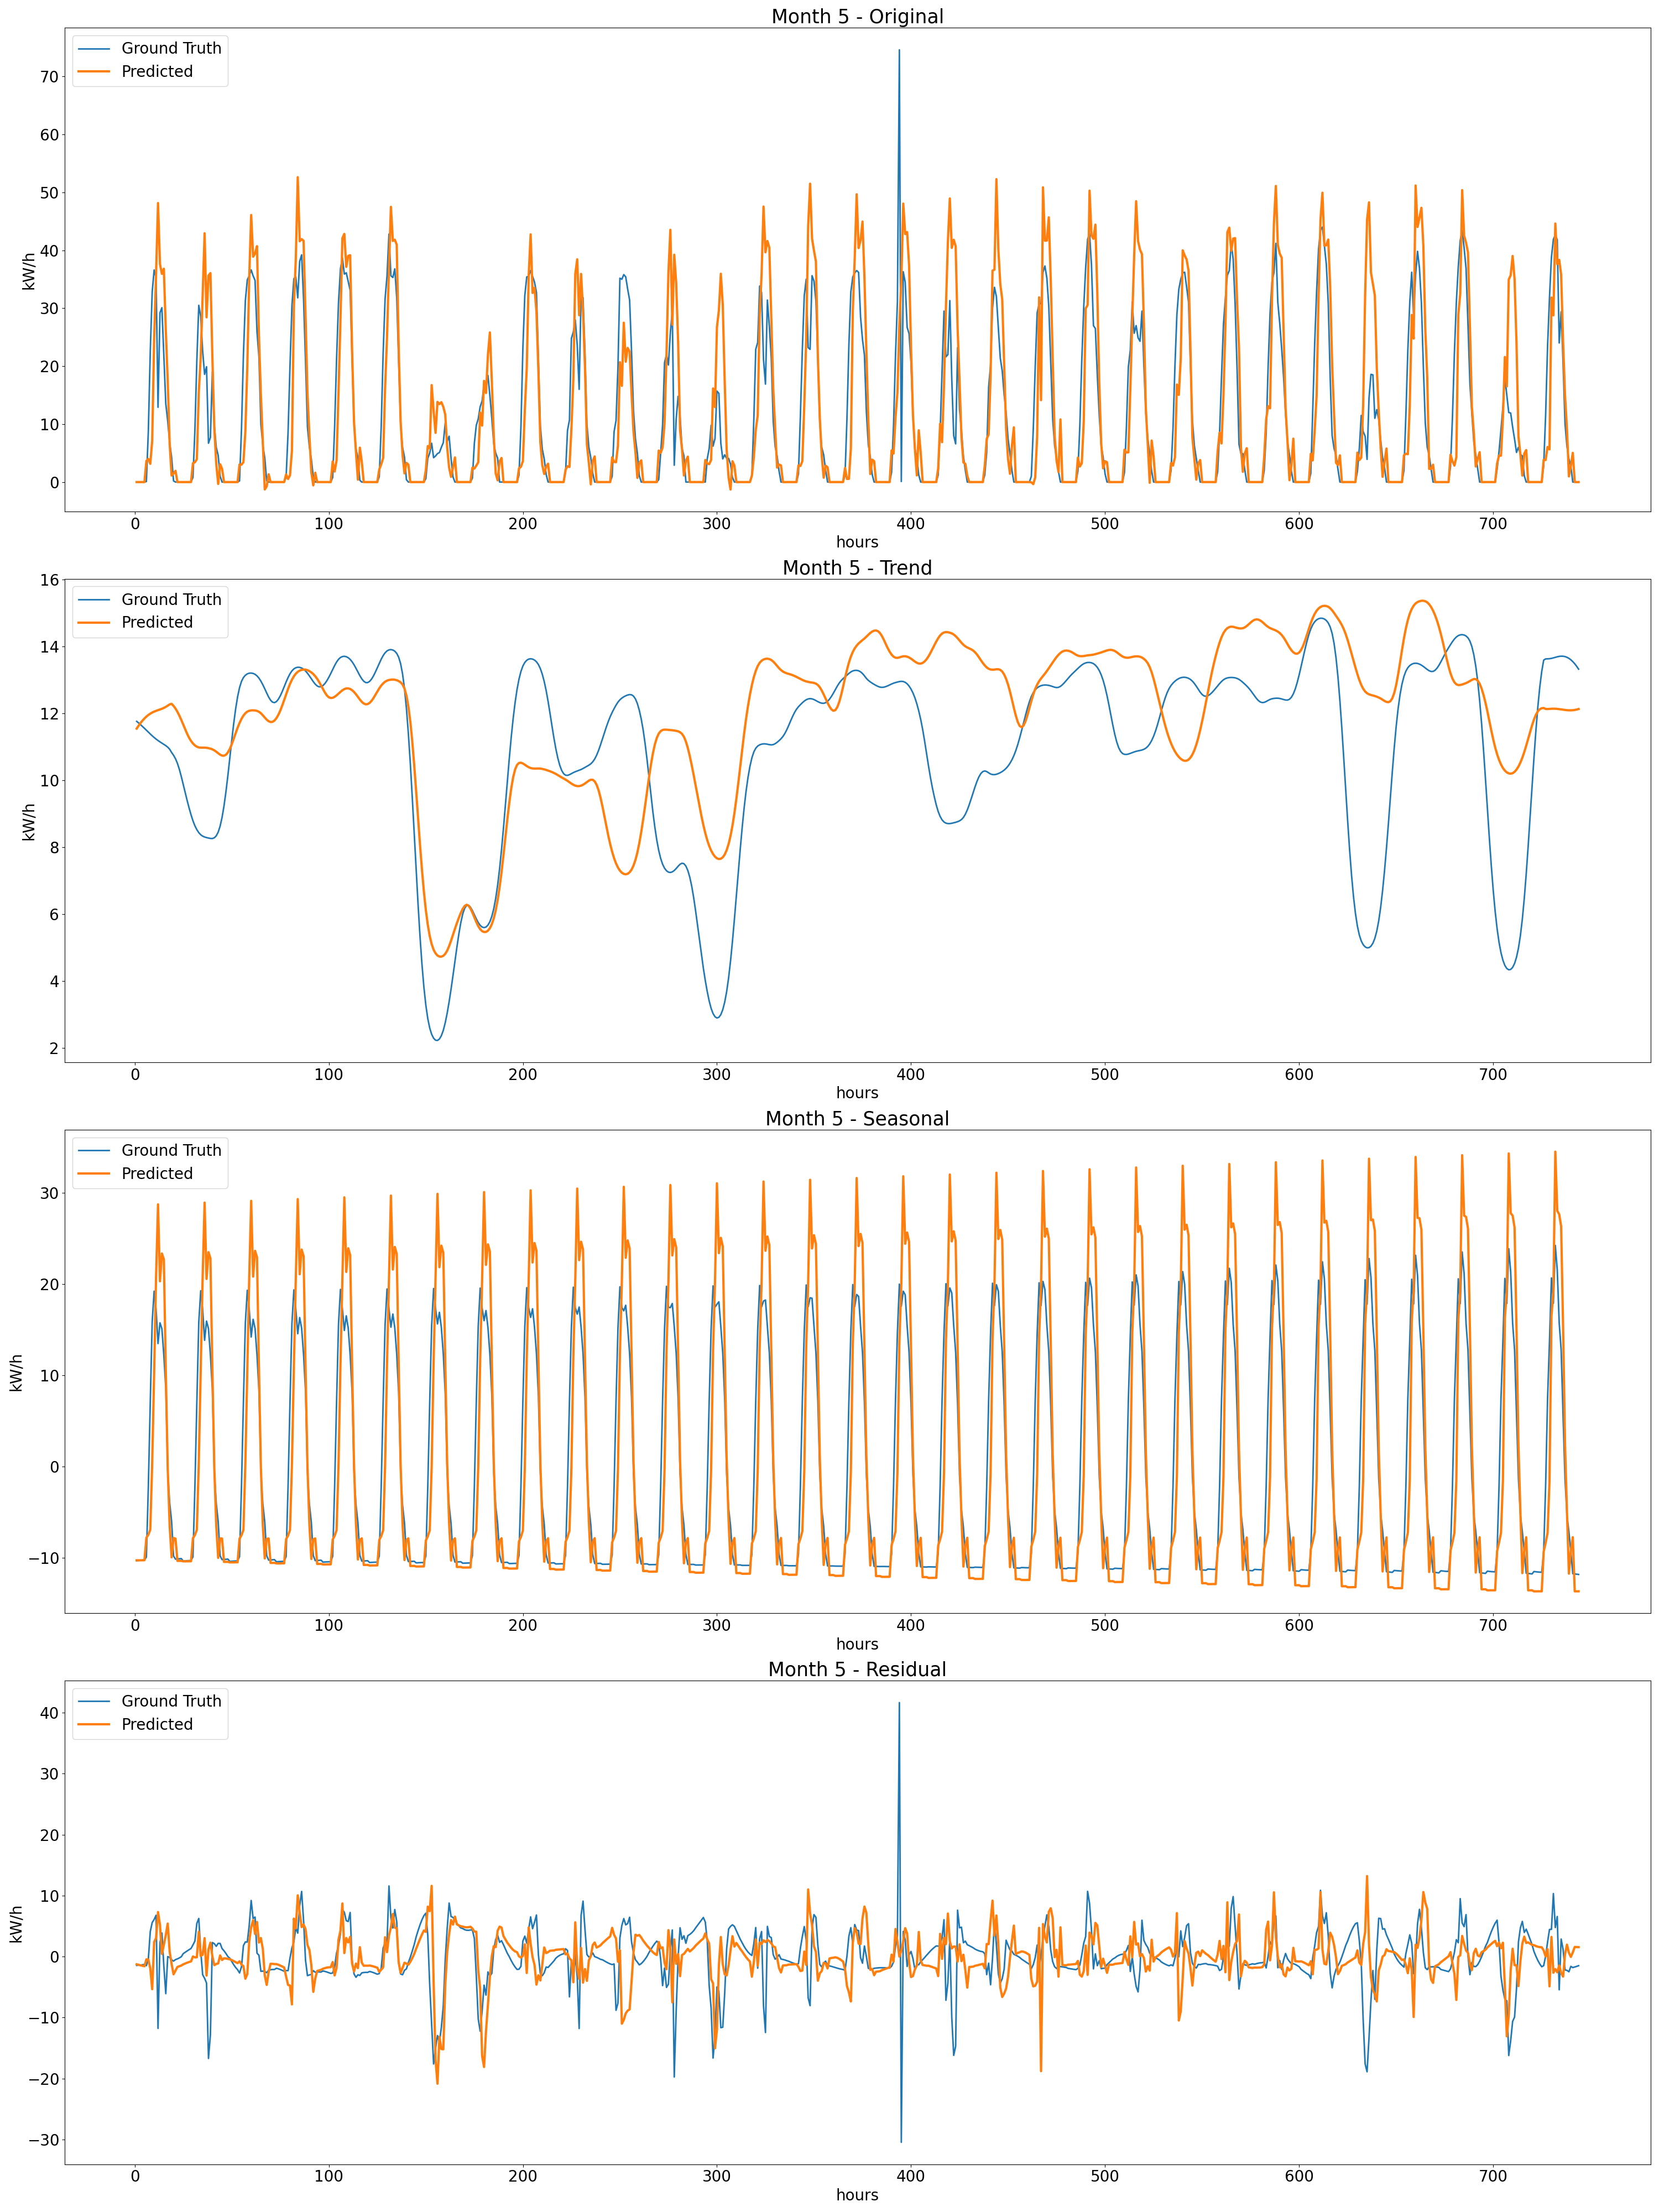 Month 5 - Original
Ground Truth
Predicted
kW/h
70
60
50
40
30
20
10
0
0 100 200 300 400 500 600 700
hours
Month 5 - Trend
Ground Truth
Predicted
kW/h
16
14
12
10
8
6
4
2
0 100 200 300 400 500 600 700
hours
Month 5 - Seasonal
Ground Truth
Predicted
kW/h
30
20
10
0
−10
0 100 200 300 400 500 600 700
hours
Month 5 - Residual
Ground Truth
Predicted
kW/h
40
30
20
10
0
−10
−20
−30
0 100 200 300 400 500 600 700
hours